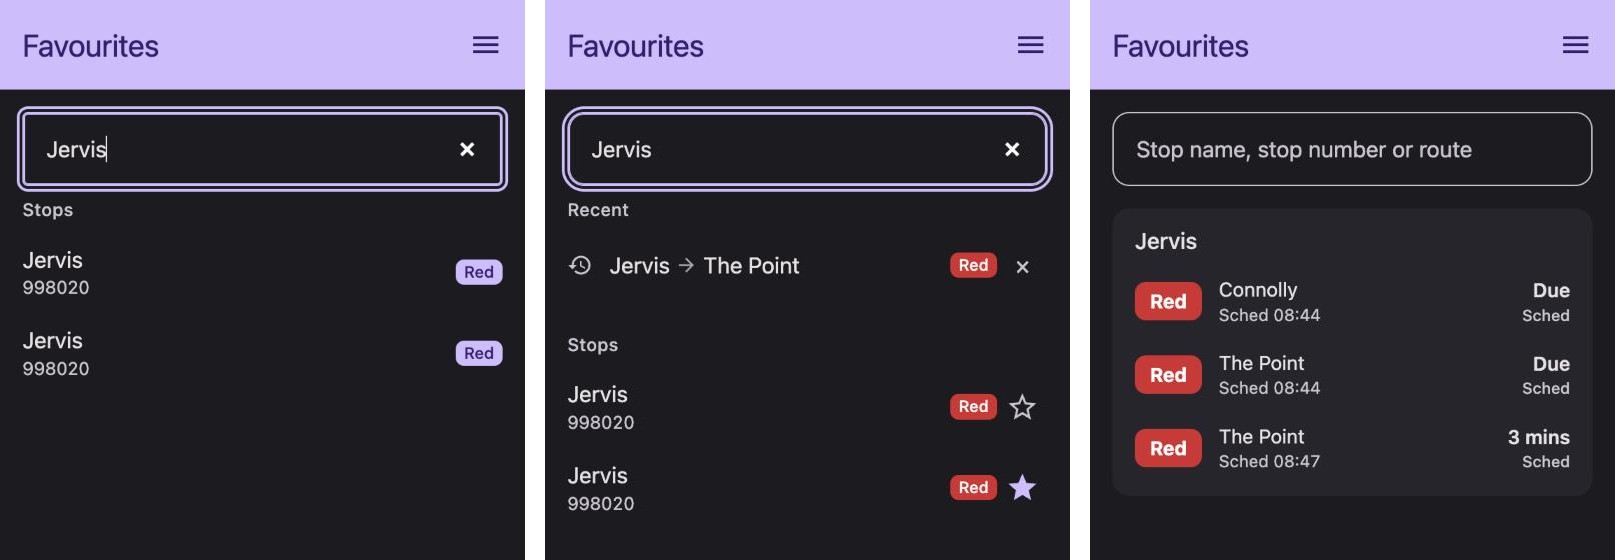 Favourites
Jervis
Stops
Jervis
998020
Red
Jervis
998020
Red
Favourites
Jervis
Recent
Jervis → The Point
Red
Stops
Jervis
998020
Red
Jervis
998020
Red
Favourites
Stop name, stop number or route
Jervis
Red
Connolly
Sched 08:44
Due
Sched
Red
The Point
Sched 08:44
Due
Sched
Red
The Point
Sched 08:47
3 mins
Sched